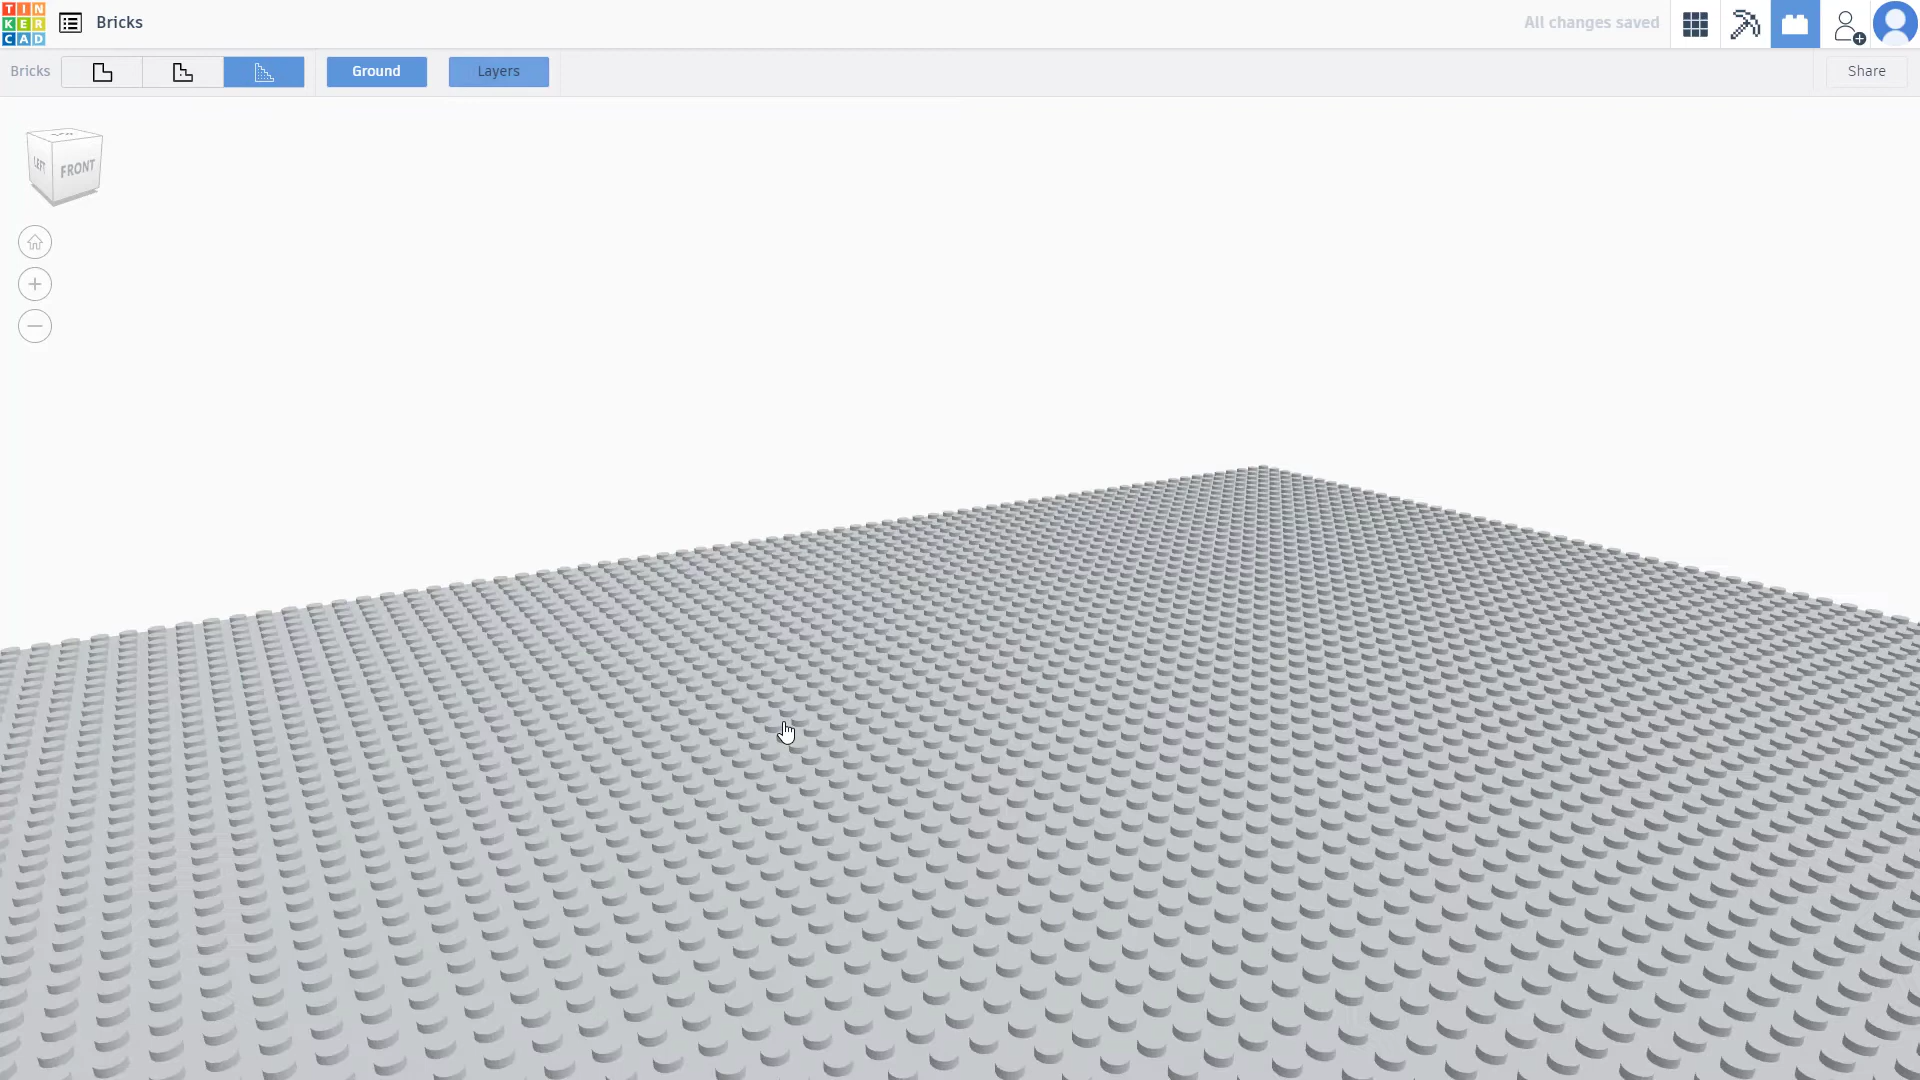 TIN
KER
CAD
Bricks
All changes saved
Bricks
Ground
Layers
Share
LEFT
FRONT